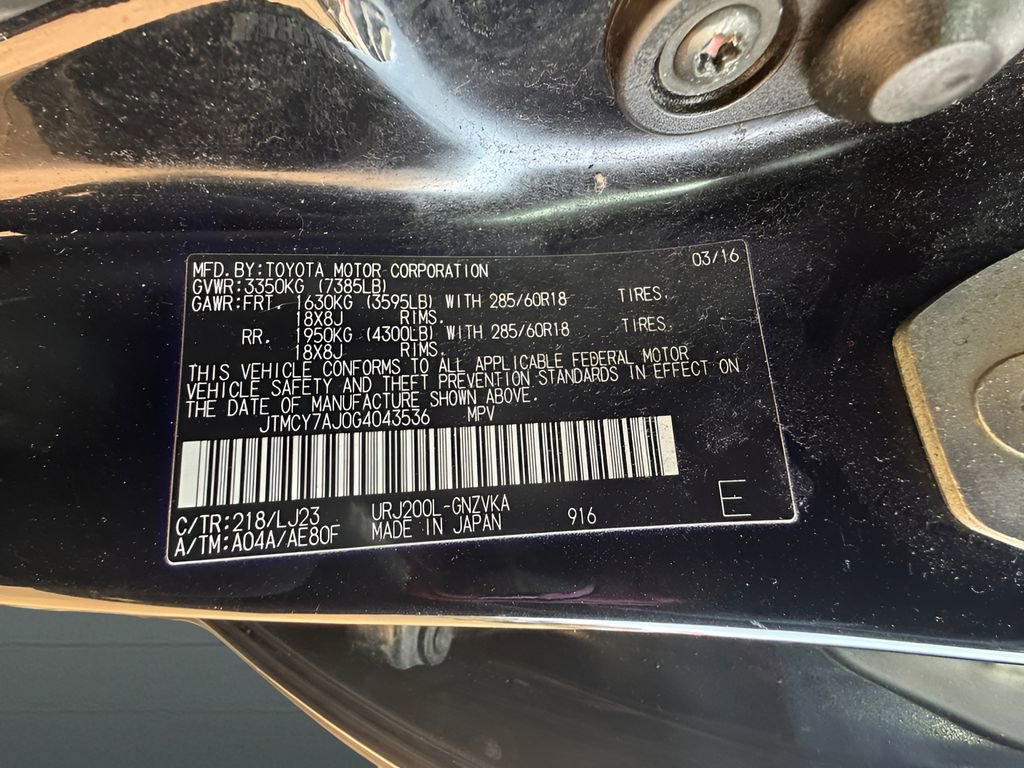 MFD. BY: TOYOTA MOTOR CORPORATION 03/16
GVWR: 3350KG (7385LB)
GAWR: FRT. 1630KG (3595LB) WITH 285/60R18 TIRES.
18X8J RIMS.
RR. 1950KG (4300LB) WITH 285/60R18 TIRES.
18X8J RIMS.
THIS VEHICLE CONFORMS TO ALL APPLICABLE FEDERAL MOTOR
VEHICLE SAFETY AND THEFT PREVENTION STANDARDS IN EFFECT ON
THE DATE OF MANUFACTURE SHOWN ABOVE.
JTMCY7AJ0G4043536 MPV
C/TR: 218/LJ23 URJ200L-GNZVKA
A/TM: A04A/AE80F MADE IN JAPAN 916 E